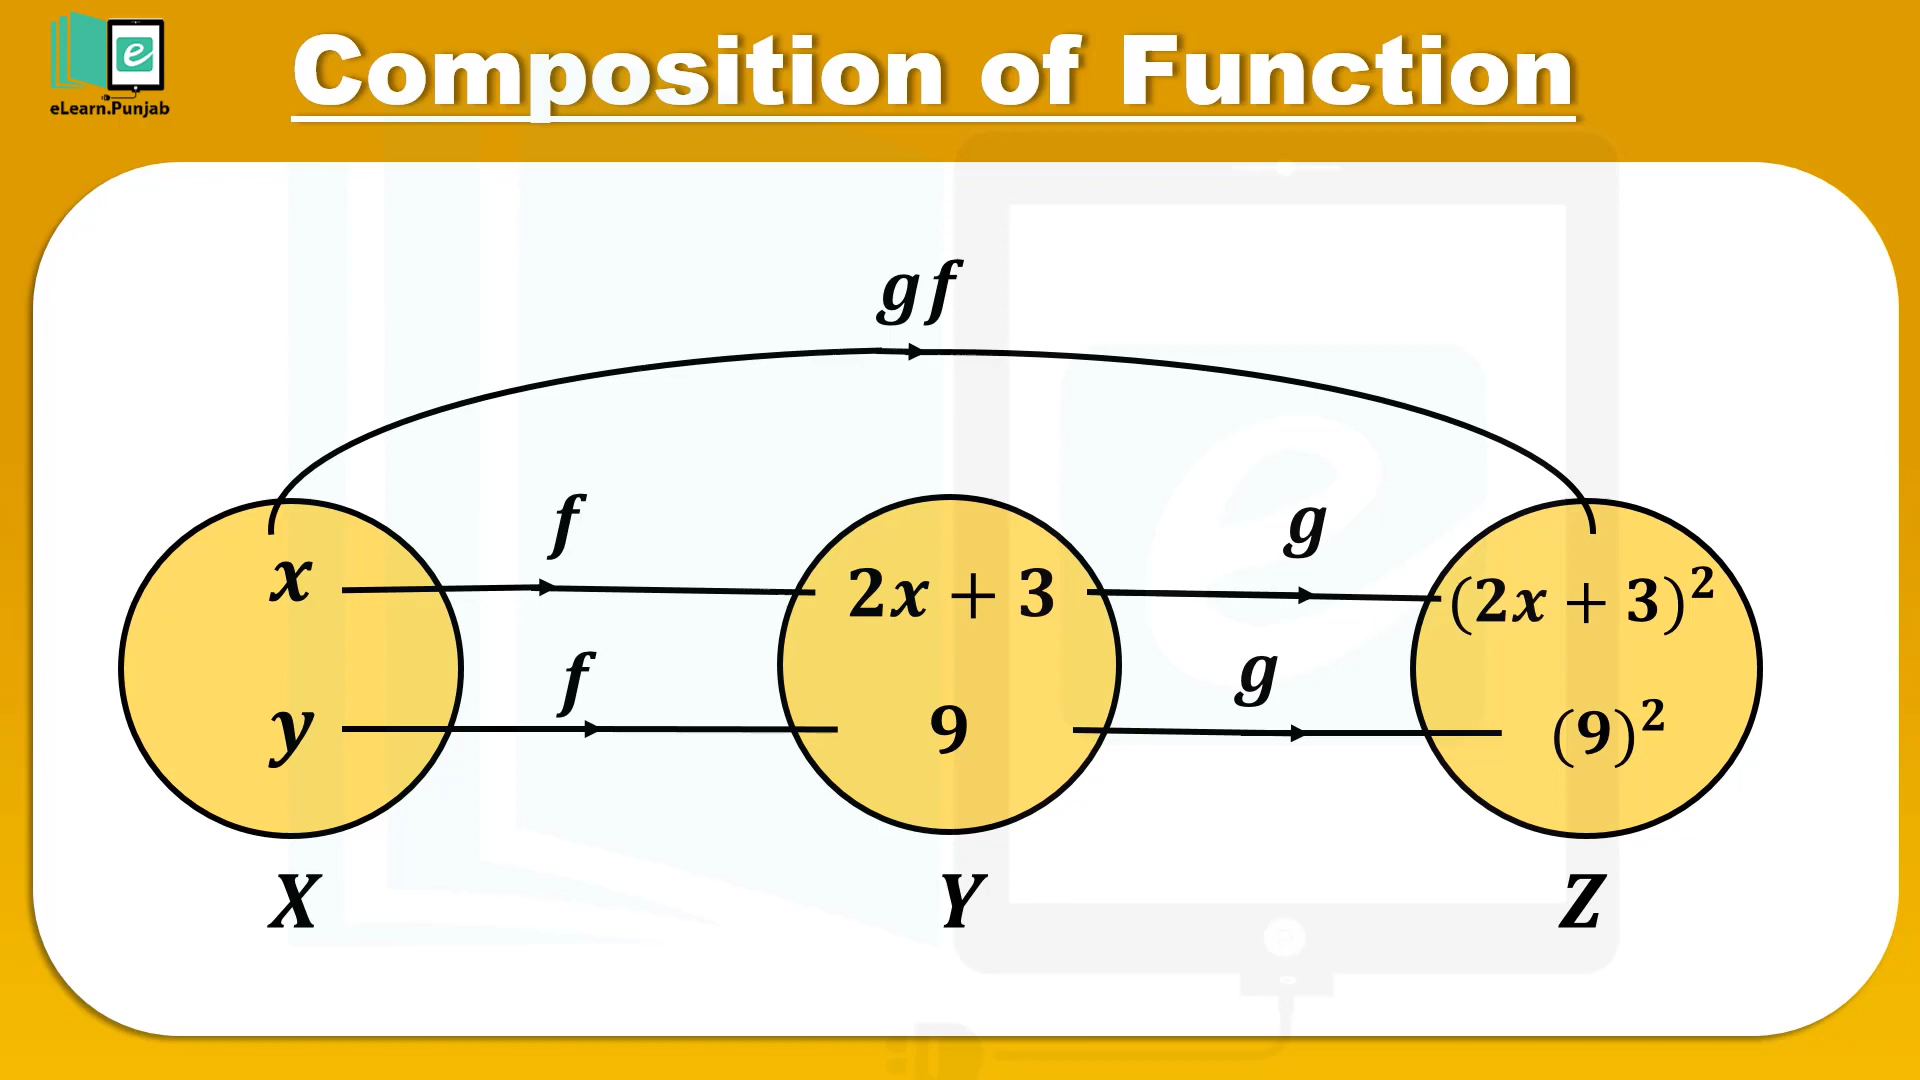 eLearn.Punjab
Composition of Function
gf
f
g
x
2x + 3
(2x + 3)²
f
g
y
9
(9)²
X
Y
Z